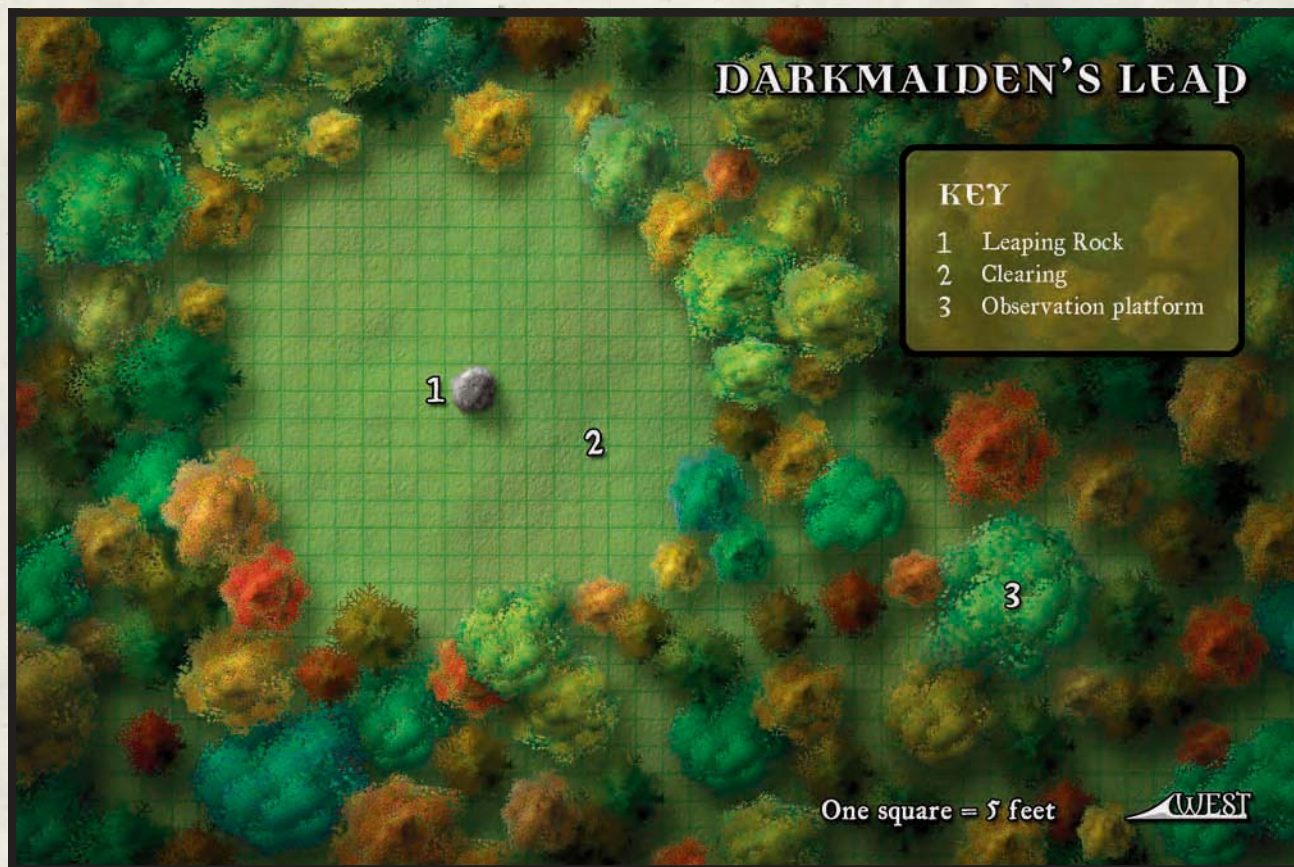 DARKMAIDEN'S LEAP
KEY
1 Leaping Rock
2 Clearing
3 Observation platform
1
2
3
One square = 5 feet
WEST